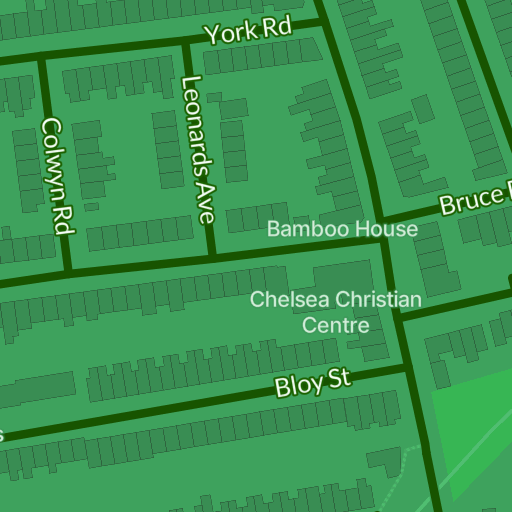 York Rd
Leonards Ave
Colwyn Rd
Bruce
Bamboo House
Chelsea Christian
Centre
Bloy St